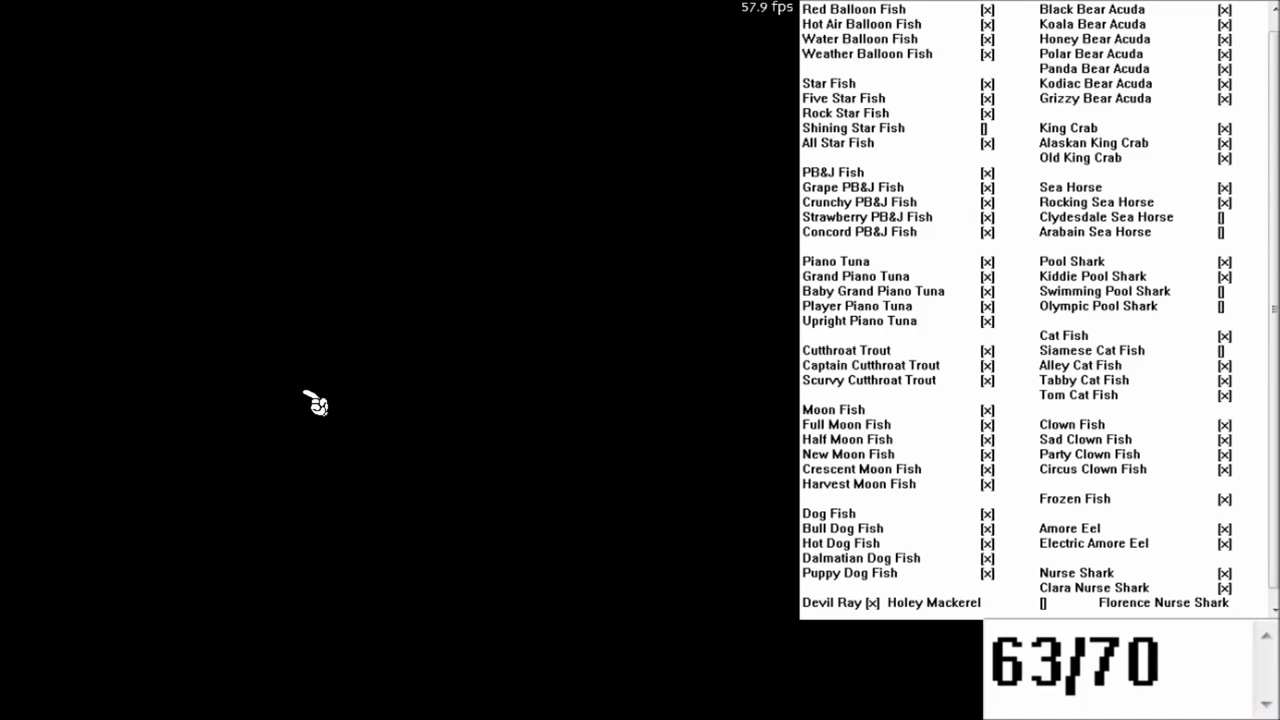 57.9 fps
Red Balloon Fish [x] Black Bear Acuda [x]
Hot Air Balloon Fish [x] Koala Bear Acuda [x]
Water Balloon Fish [x] Honey Bear Acuda [x]
Weather Balloon Fish [x] Polar Bear Acuda [x]
Panda Bear Acuda [x]
Star Fish [x] Kodiac Bear Acuda [x]
Five Star Fish [x] Grizzy Bear Acuda [x]
Rock Star Fish [x]
Shining Star Fish [] King Crab [x]
All Star Fish [x] Alaskan King Crab [x]
Old King Crab [x]
PB&J Fish [x]
Grape PB&J Fish [x] Sea Horse [x]
Crunchy PB&J Fish [x] Rocking Sea Horse [x]
Strawberry PB&J Fish [x] Clydesdale Sea Horse []
Concord PB&J Fish [x] Arabain Sea Horse []
Piano Tuna [x] Pool Shark [x]
Grand Piano Tuna [x] Kiddie Pool Shark [x]
Baby Grand Piano Tuna [x] Swimming Pool Shark []
Player Piano Tuna [x] Olympic Pool Shark []
Upright Piano Tuna [x]
Cat Fish [x]
Cutthroat Trout [x] Siamese Cat Fish []
Captain Cutthroat Trout [x] Alley Cat Fish [x]
Scurvy Cutthroat Trout [x] Tabby Cat Fish [x]
Tom Cat Fish [x]
Moon Fish [x]
Full Moon Fish [x] Clown Fish [x]
Half Moon Fish [x] Sad Clown Fish [x]
New Moon Fish [x] Party Clown Fish [x]
Crescent Moon Fish [x] Circus Clown Fish [x]
Harvest Moon Fish [x]
Frozen Fish [x]
Dog Fish [x]
Bull Dog Fish [x] Amore Eel [x]
Hot Dog Fish [x] Electric Amore Eel [x]
Dalmatian Dog Fish [x]
Puppy Dog Fish [x] Nurse Shark [x]
Clara Nurse Shark [x]
Devil Ray [x] Holey Mackerel [] Florence Nurse Shark
63/70